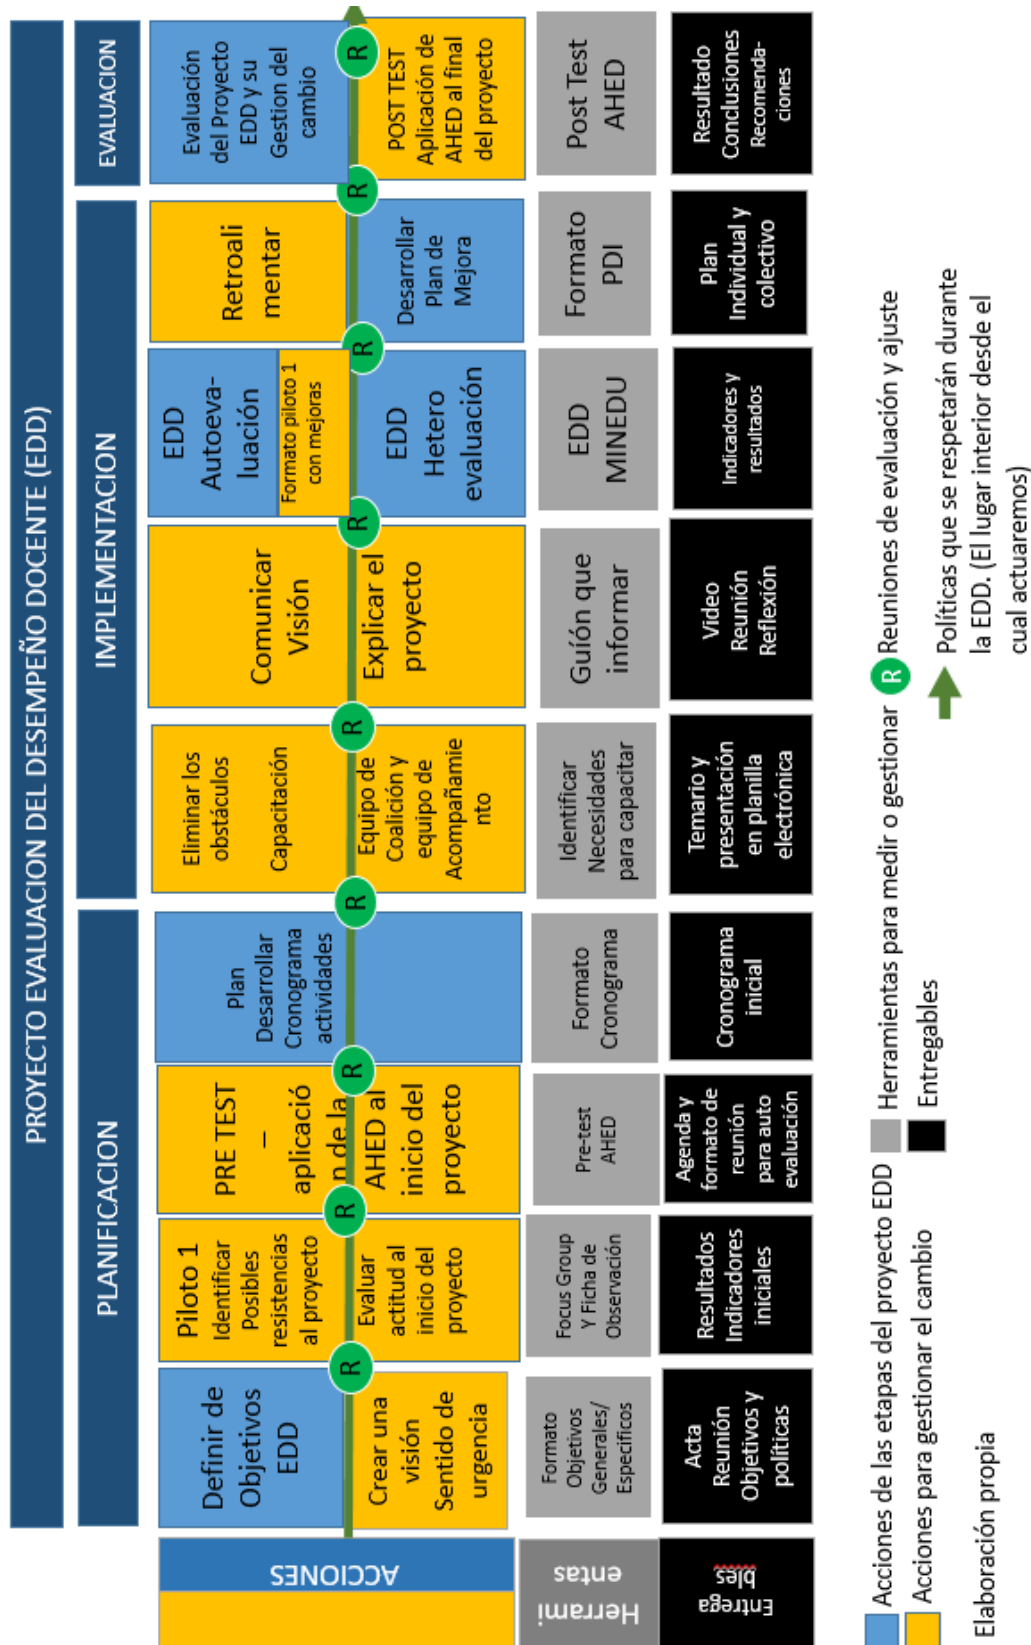 PROYECTO EVALUACION DEL DESEMPEÑO DOCENTE (EDD)
PLANIFICACION
IMPLEMENTACION
EVALUACION
ACCIONES
Definir de
Objetivos
EDD
Crear una
visión
Sentido de
urgencia
Piloto 1
Identificar
Posibles
resistencias
al proyecto
Evaluar
actitud al
inicio del
proyecto
PRE TEST
–
aplicació
n de la
AHED al
inicio del
proyecto
Plan
Desarrollar
Cronograma
actividades
Eliminar los
obstáculos
Capacitación
Equipo de
Coalición y
equipo de
Acompañamie
nto
Comunicar
Visión
Explicar el
proyecto
EDD
Autoeva-
luación
Formato piloto 1
con mejoras
EDD
Hetero
evaluación
Retroali
mentar
Desarrollar
Plan de
Mejora
Evaluación
del Proyecto
EDD y su
Gestion del
cambio
POST TEST
Aplicación de
AHED al final
del proyecto
R
R
R
R
R
R
R
R
R
Herrami
entas
Formato
Objetivos
Generales/
Especificos
Focus Group
Y Ficha de
Observación
Pre-test
AHED
Formato
Cronograma
Identificar
Necesidades
para capacitar
Guión que
informar
EDD
MINEDU
Formato
PDI
Post Test
AHED
Entrega
bles
Acta
Reunión
Objetivos y
políticas
Resultados
Indicadores
iniciales
Agenda y
formato de
reunión
para auto
evaluación
Cronograma
inicial
Temario y
presentación
en planilla
electrónica
Video
Reunión
Reflexión
Indicadores y
resultados
Plan
Individual y
colectivo
Resultado
Conclusiones
Recomenda-
ciones
Acciones de las etapas del proyecto EDD
Acciones para gestionar el cambio
Herramientas para medir o gestionar
Entregables
R Reuniones de evaluación y ajuste
Políticas que se respetarán durante
la EDD. (El lugar interior desde el
cual actuaremos)
Elaboración propia